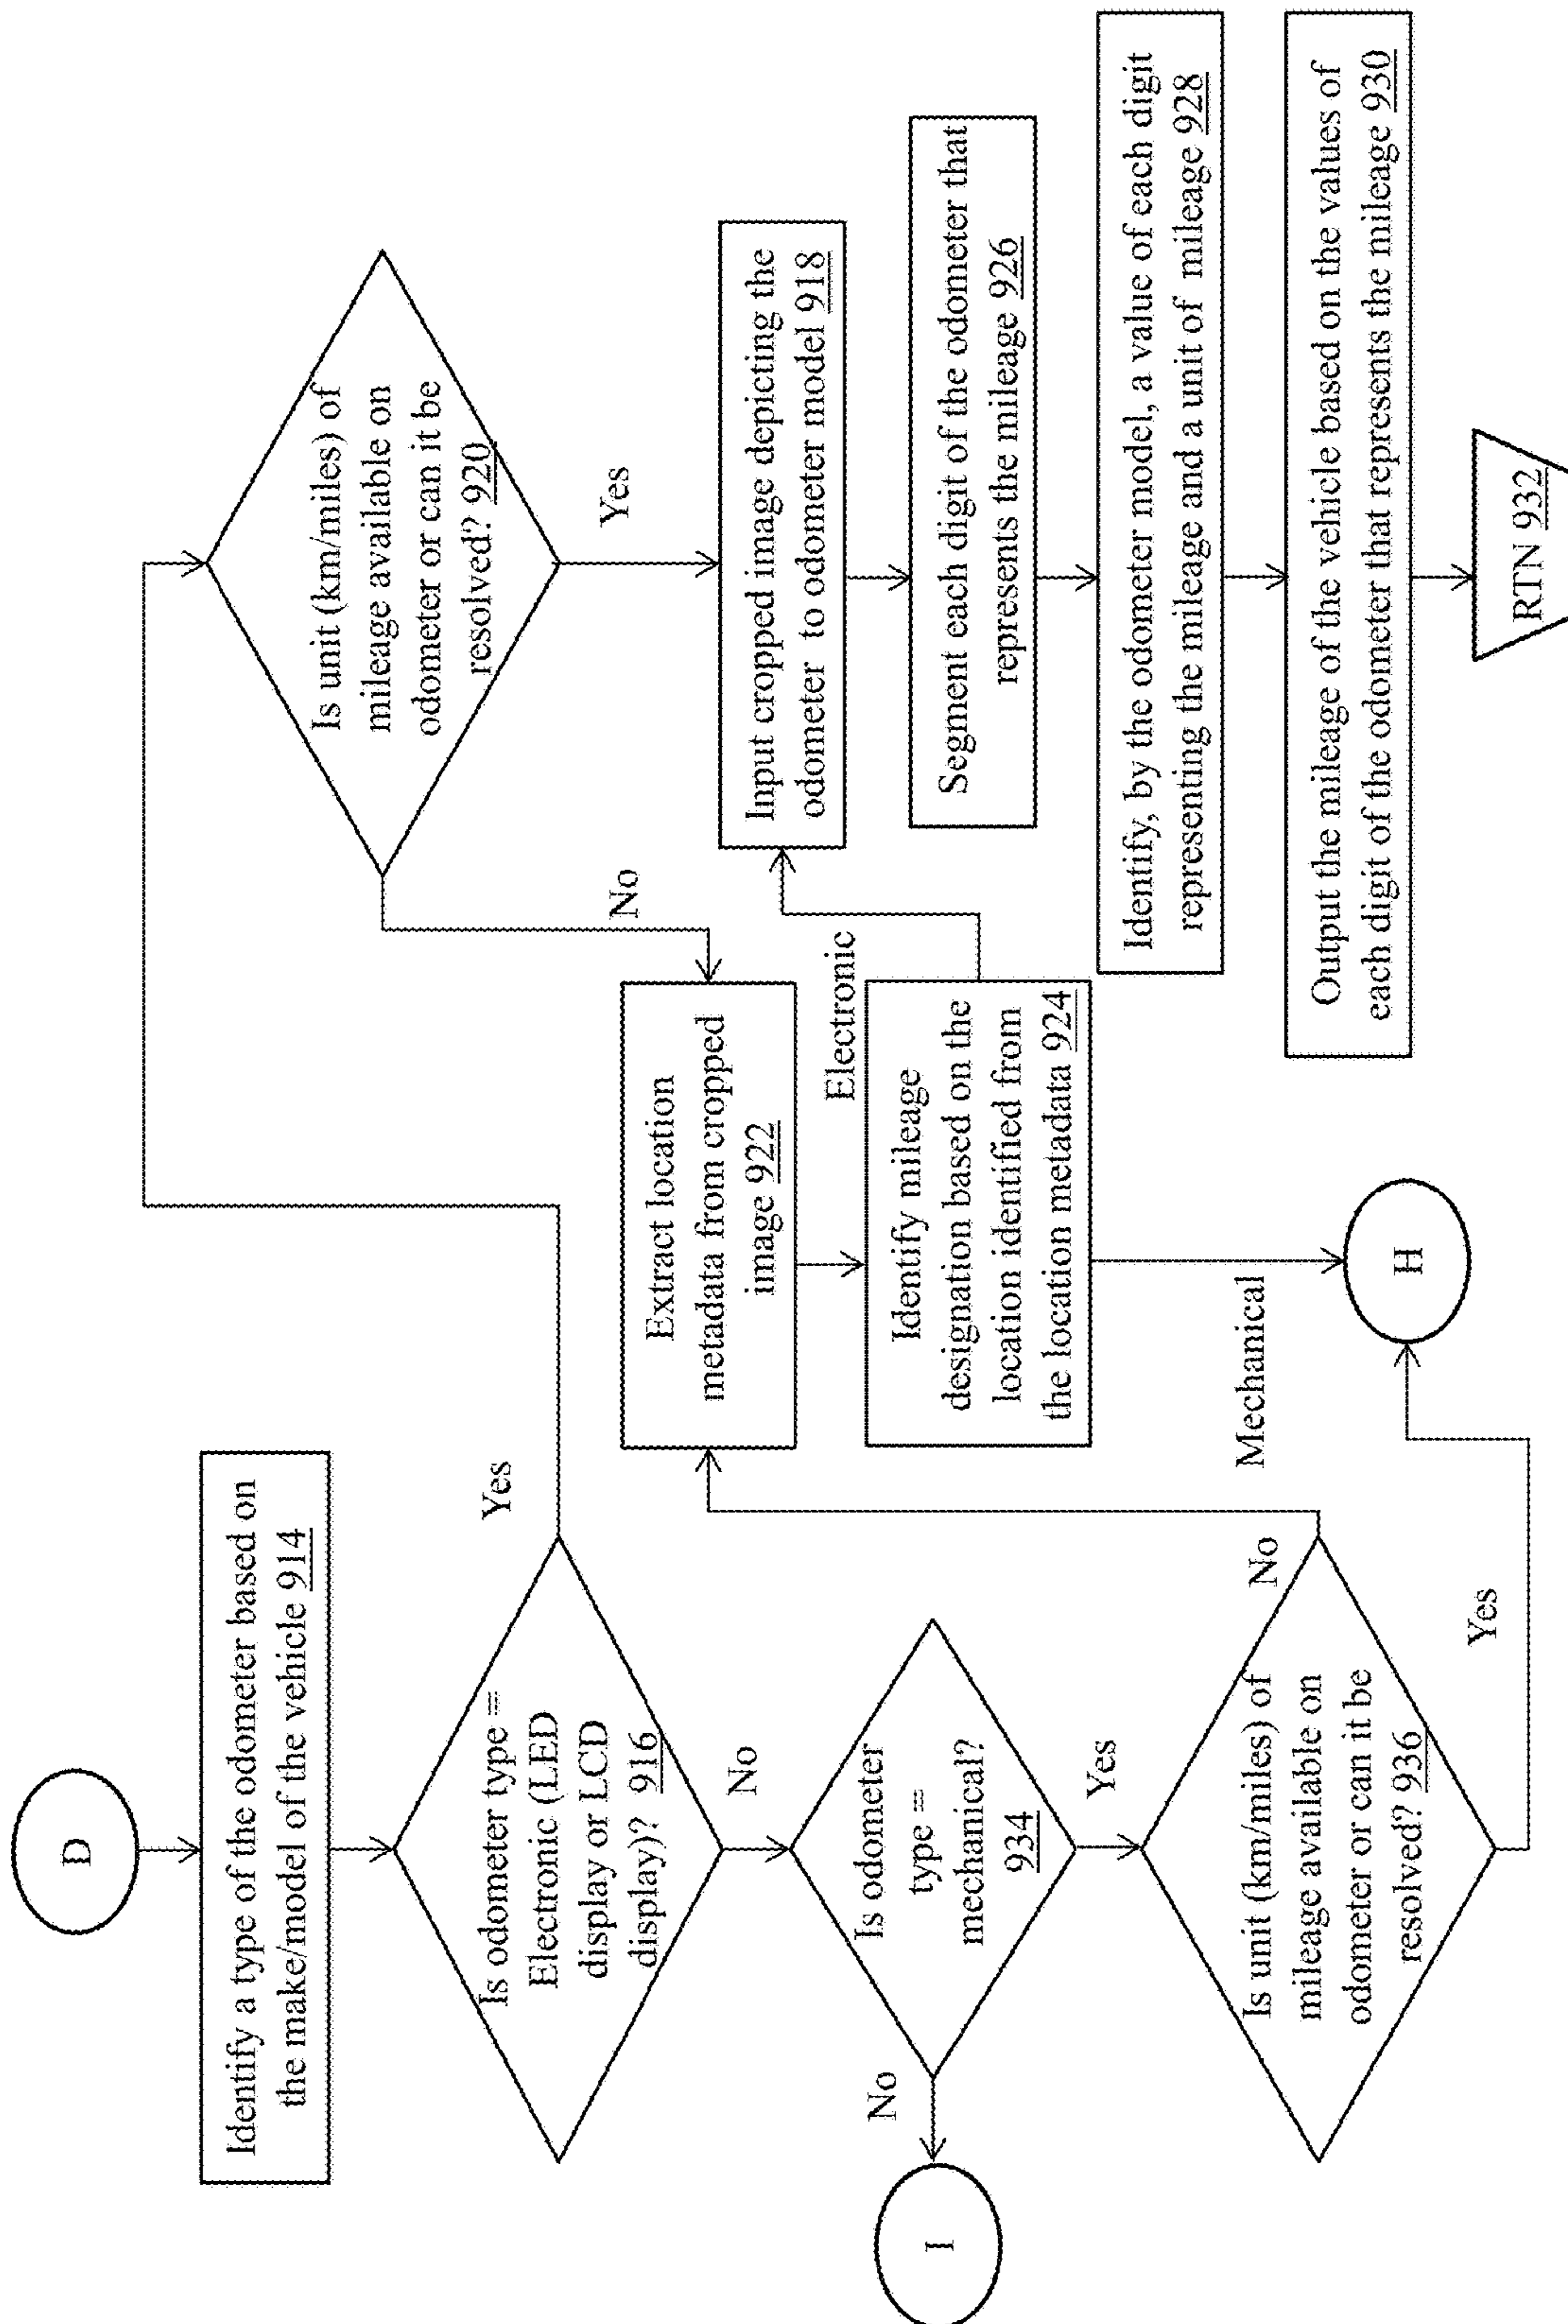 D
Identify a type of the odometer based on
the make/model of the vehicle 914
Is odometer type =
Electronic (LED
display or LCD
display)? 916
Yes
No
Is odometer
type =
mechanical?
934
No
I
Yes
Is unit (km/miles) of
mileage available on
odometer or can it be
resolved? 936
No
Yes
Is unit (km/miles) of
mileage available on
odometer or can it be
resolved? 920
No
Yes
Extract location
metadata from cropped
image 922
Identify mileage
designation based on the
location identified from
the location metadata 924
Electronic
Mechanical
H
Input cropped image depicting the
odometer to odometer model 918
Segment each digit of the odometer that
represents the mileage 926
Identify, by the odometer model, a value of each digit
representing the mileage and a unit of mileage 928
Output the mileage of the vehicle based on the values of
each digit of the odometer that represents the mileage 930
RTN 932